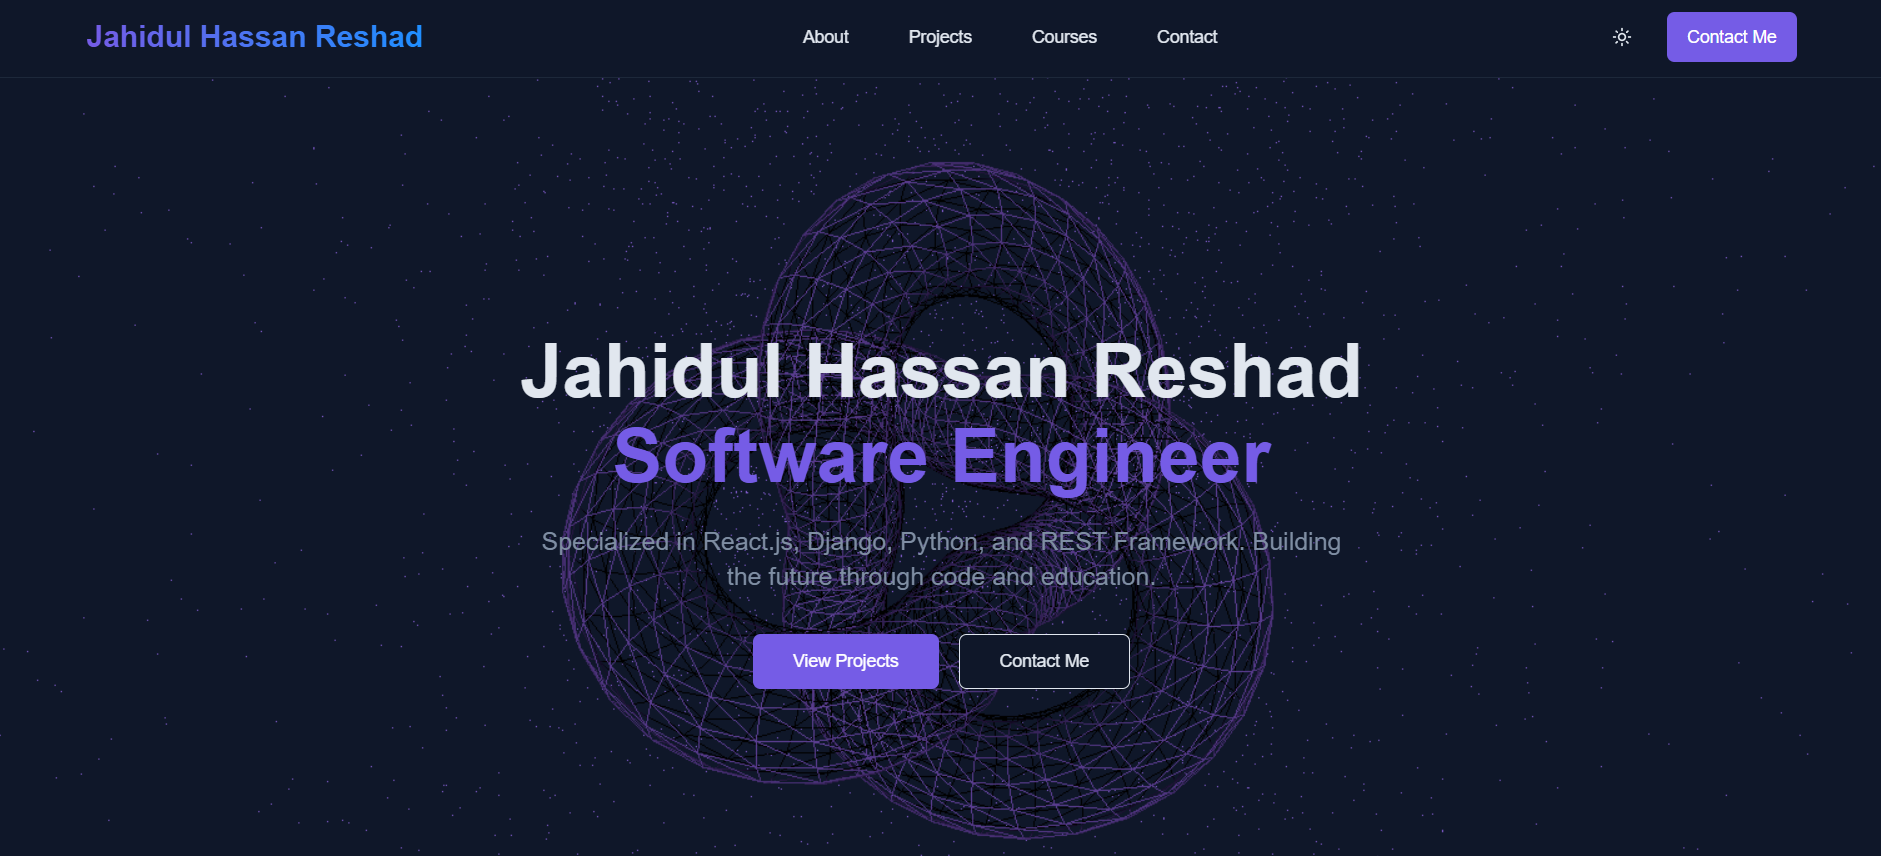 Jahidul Hassan Reshad
About
Projects
Courses
Contact
Contact Me
Jahidul Hassan Reshad
Software Engineer
Specialized in React.js, Django, Python, and REST Framework. Building
the future through code and education.
View Projects
Contact Me